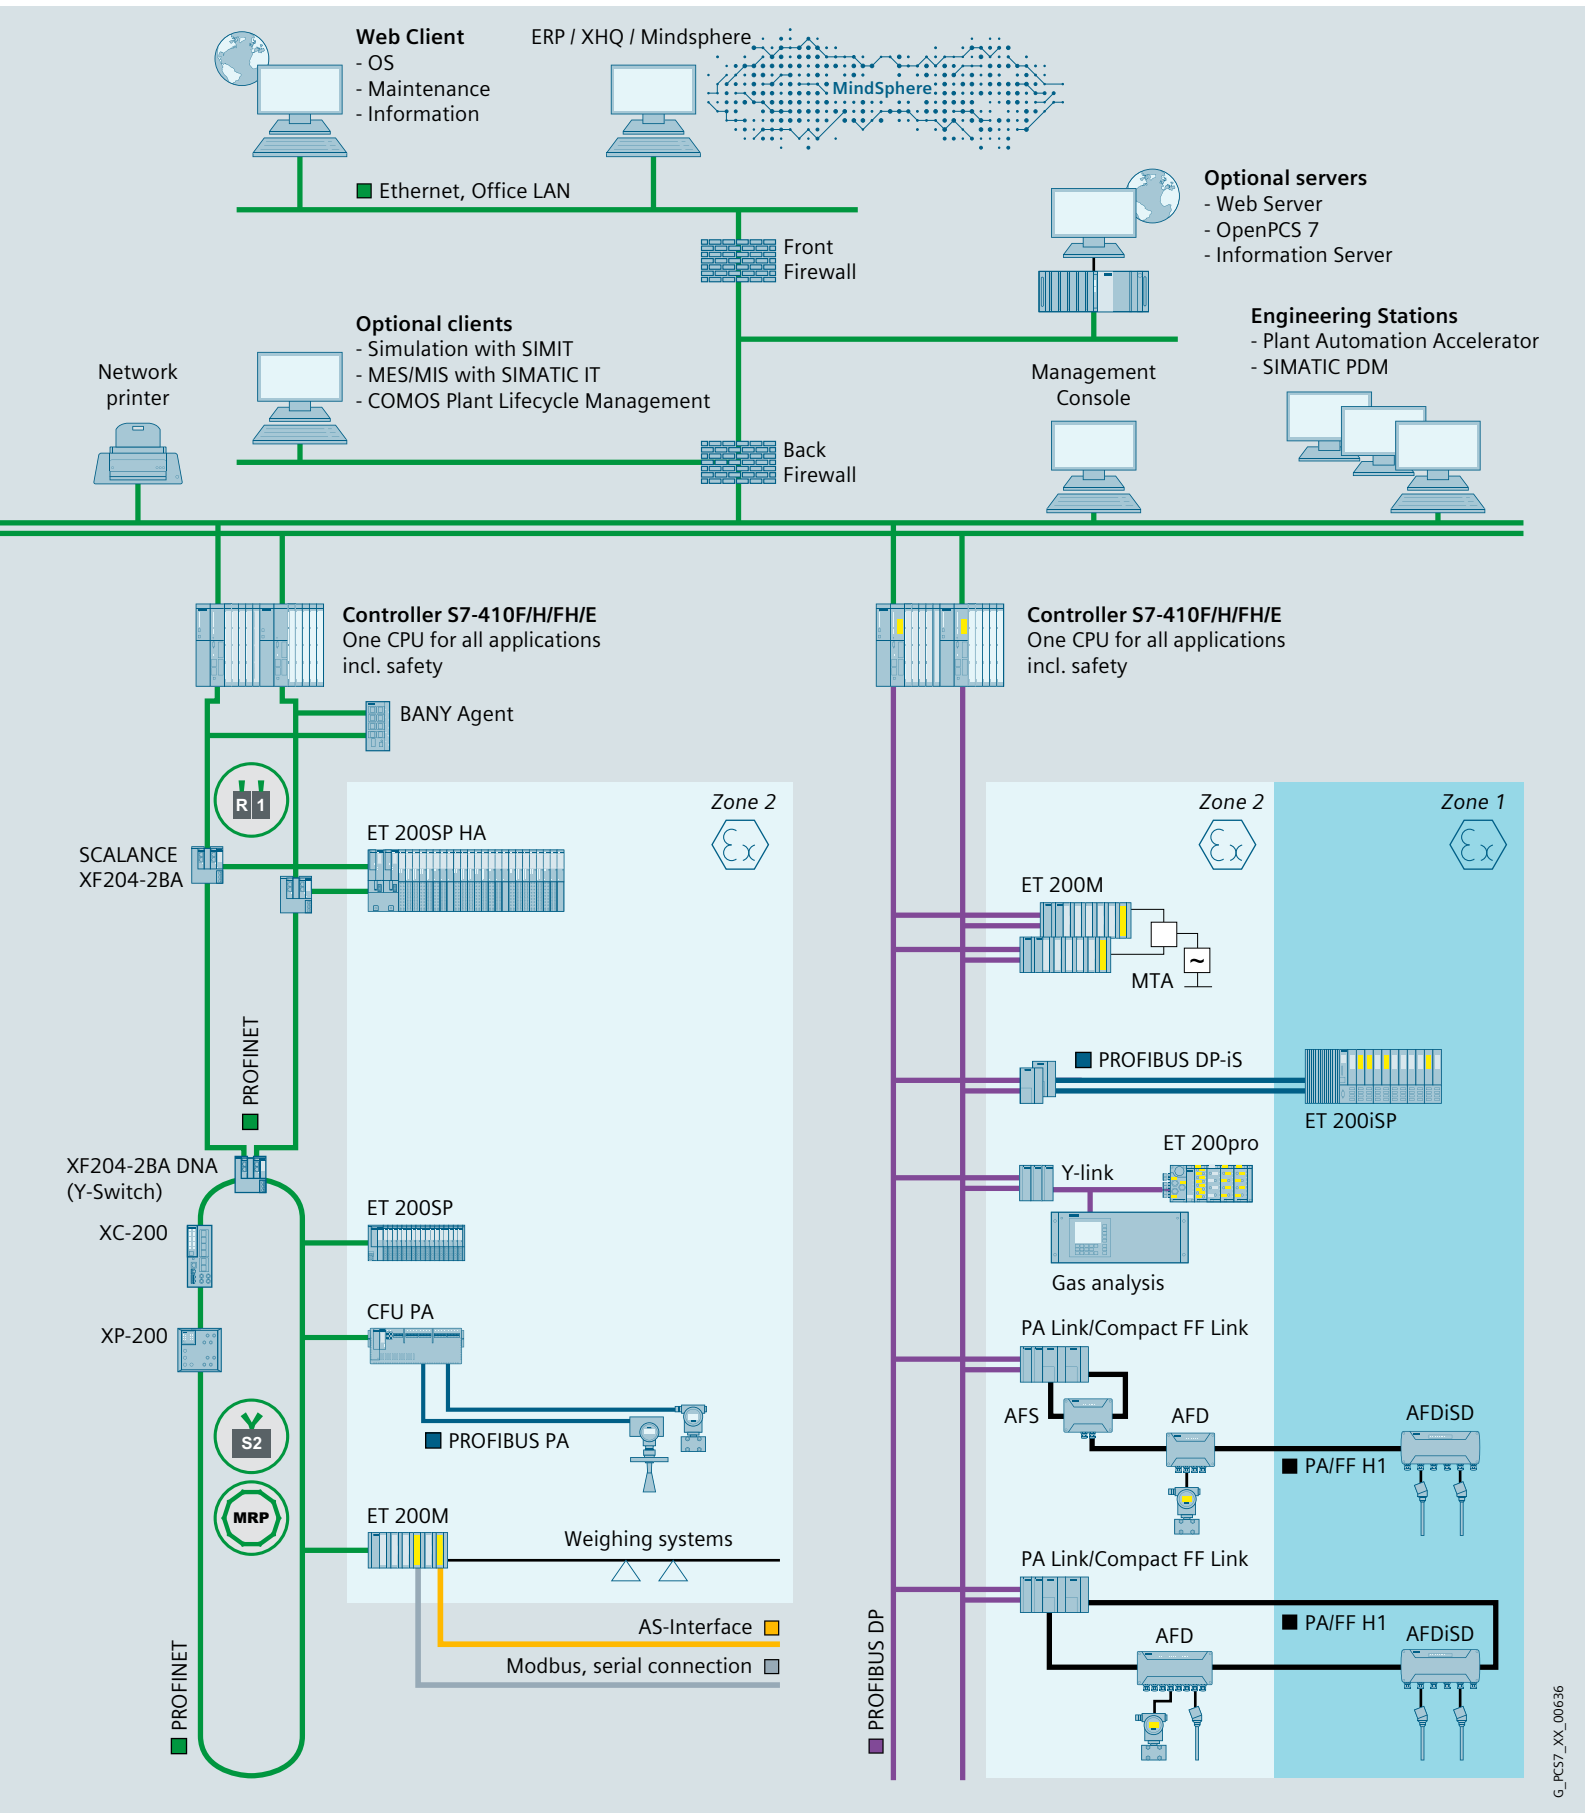 Web Client
- OS
- Maintenance
- Information
ERP / XHQ / Mindsphere
MindSphere
Ethernet, Office LAN
Optional servers
- Web Server
- OpenPCS 7
- Information Server
Front
Firewall
Optional clients
- Simulation with SIMIT
- MES/MIS with SIMATIC IT
- COMOS Plant Lifecycle Management
Engineering Stations
- Plant Automation Accelerator
- SIMATIC PDM
Network
printer
Management
Console
Back
Firewall
Controller S7-410F/H/FH/E
One CPU for all applications
incl. safety
Controller S7-410F/H/FH/E
One CPU for all applications
incl. safety
BANY Agent
R 1
Zone 2
Ex
ET 200SP HA
SCALANCE
XF204-2BA
PROFINET
XF204-2BA DNA
(Y-Switch)
XC-200
ET 200SP
XP-200
CFU PA
PROFIBUS PA
S2
MRP
ET 200M
Weighing systems
AS-Interface
Modbus, serial connection
PROFINET
Zone 2
Ex
Zone 1
Ex
ET 200M
~
MTA
PROFIBUS DP-iS
ET 200iSP
ET 200pro
Y-link
Gas analysis
PA Link/Compact FF Link
AFS
AFD
AFDiSD
PA/FF H1
PA Link/Compact FF Link
PA/FF H1
AFD
AFDiSD
PROFIBUS DP
G_PCS7_XX_00636